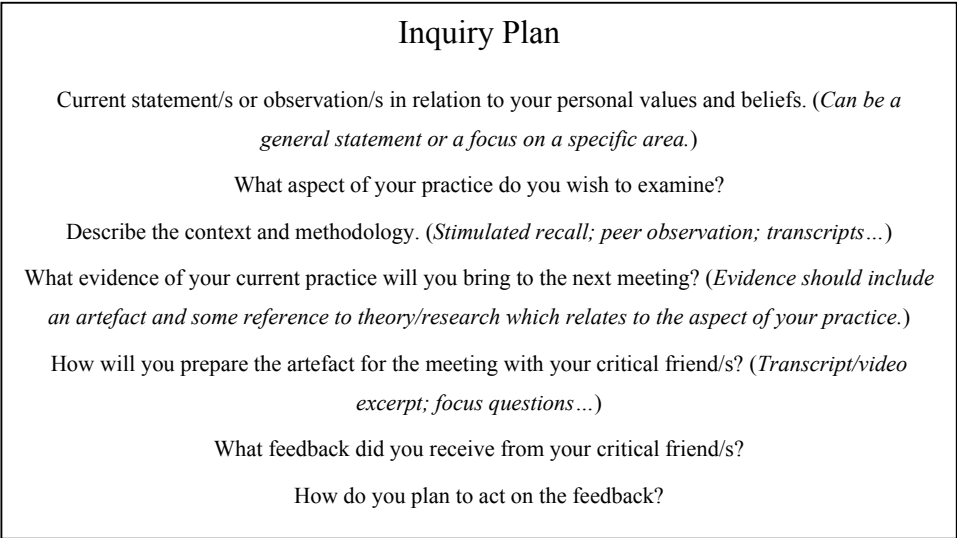 Inquiry Plan
Current statement/s or observation/s in relation to your personal values and beliefs. (Can be a
general statement or a focus on a specific area.)
What aspect of your practice do you wish to examine?
Describe the context and methodology. (Stimulated recall; peer observation; transcripts…)
What evidence of your current practice will you bring to the next meeting? (Evidence should include
an artefact and some reference to theory/research which relates to the aspect of your practice.)
How will you prepare the artefact for the meeting with your critical friend/s? (Transcript/video
excerpt; focus questions…)
What feedback did you receive from your critical friend/s?
How do you plan to act on the feedback?